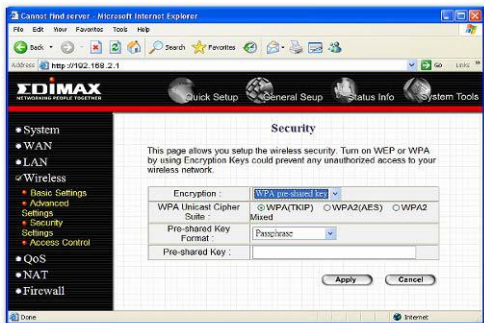 Cannot find server - Microsoft Internet Explorer
File Edit View Favorites Tools Help
Back Search Favorites
Address http://192.168.2.1 Go Links »
EDIMAX
NETWORKING PEOPLE TOGETHER
Quick Setup General Seup Status Info System Tools
System
WAN
LAN
Wireless
Basic Settings
Advanced
Settings
Security
Settings
Access Control
QoS
NAT
Firewall
Security
This page allows you setup the wireless security. Turn on WEP or WPA
by using Encryption Keys could prevent any unauthorized access to your
wireless network.
Encryption : WPA pre-shared key
WPA Unicast Cipher
Suite : WPA(TKIP) WPA2(AES) WPA2
Mixed
Pre-shared Key
Format : Passphrase
Pre-shared Key :
Apply Cancel
Done Internet